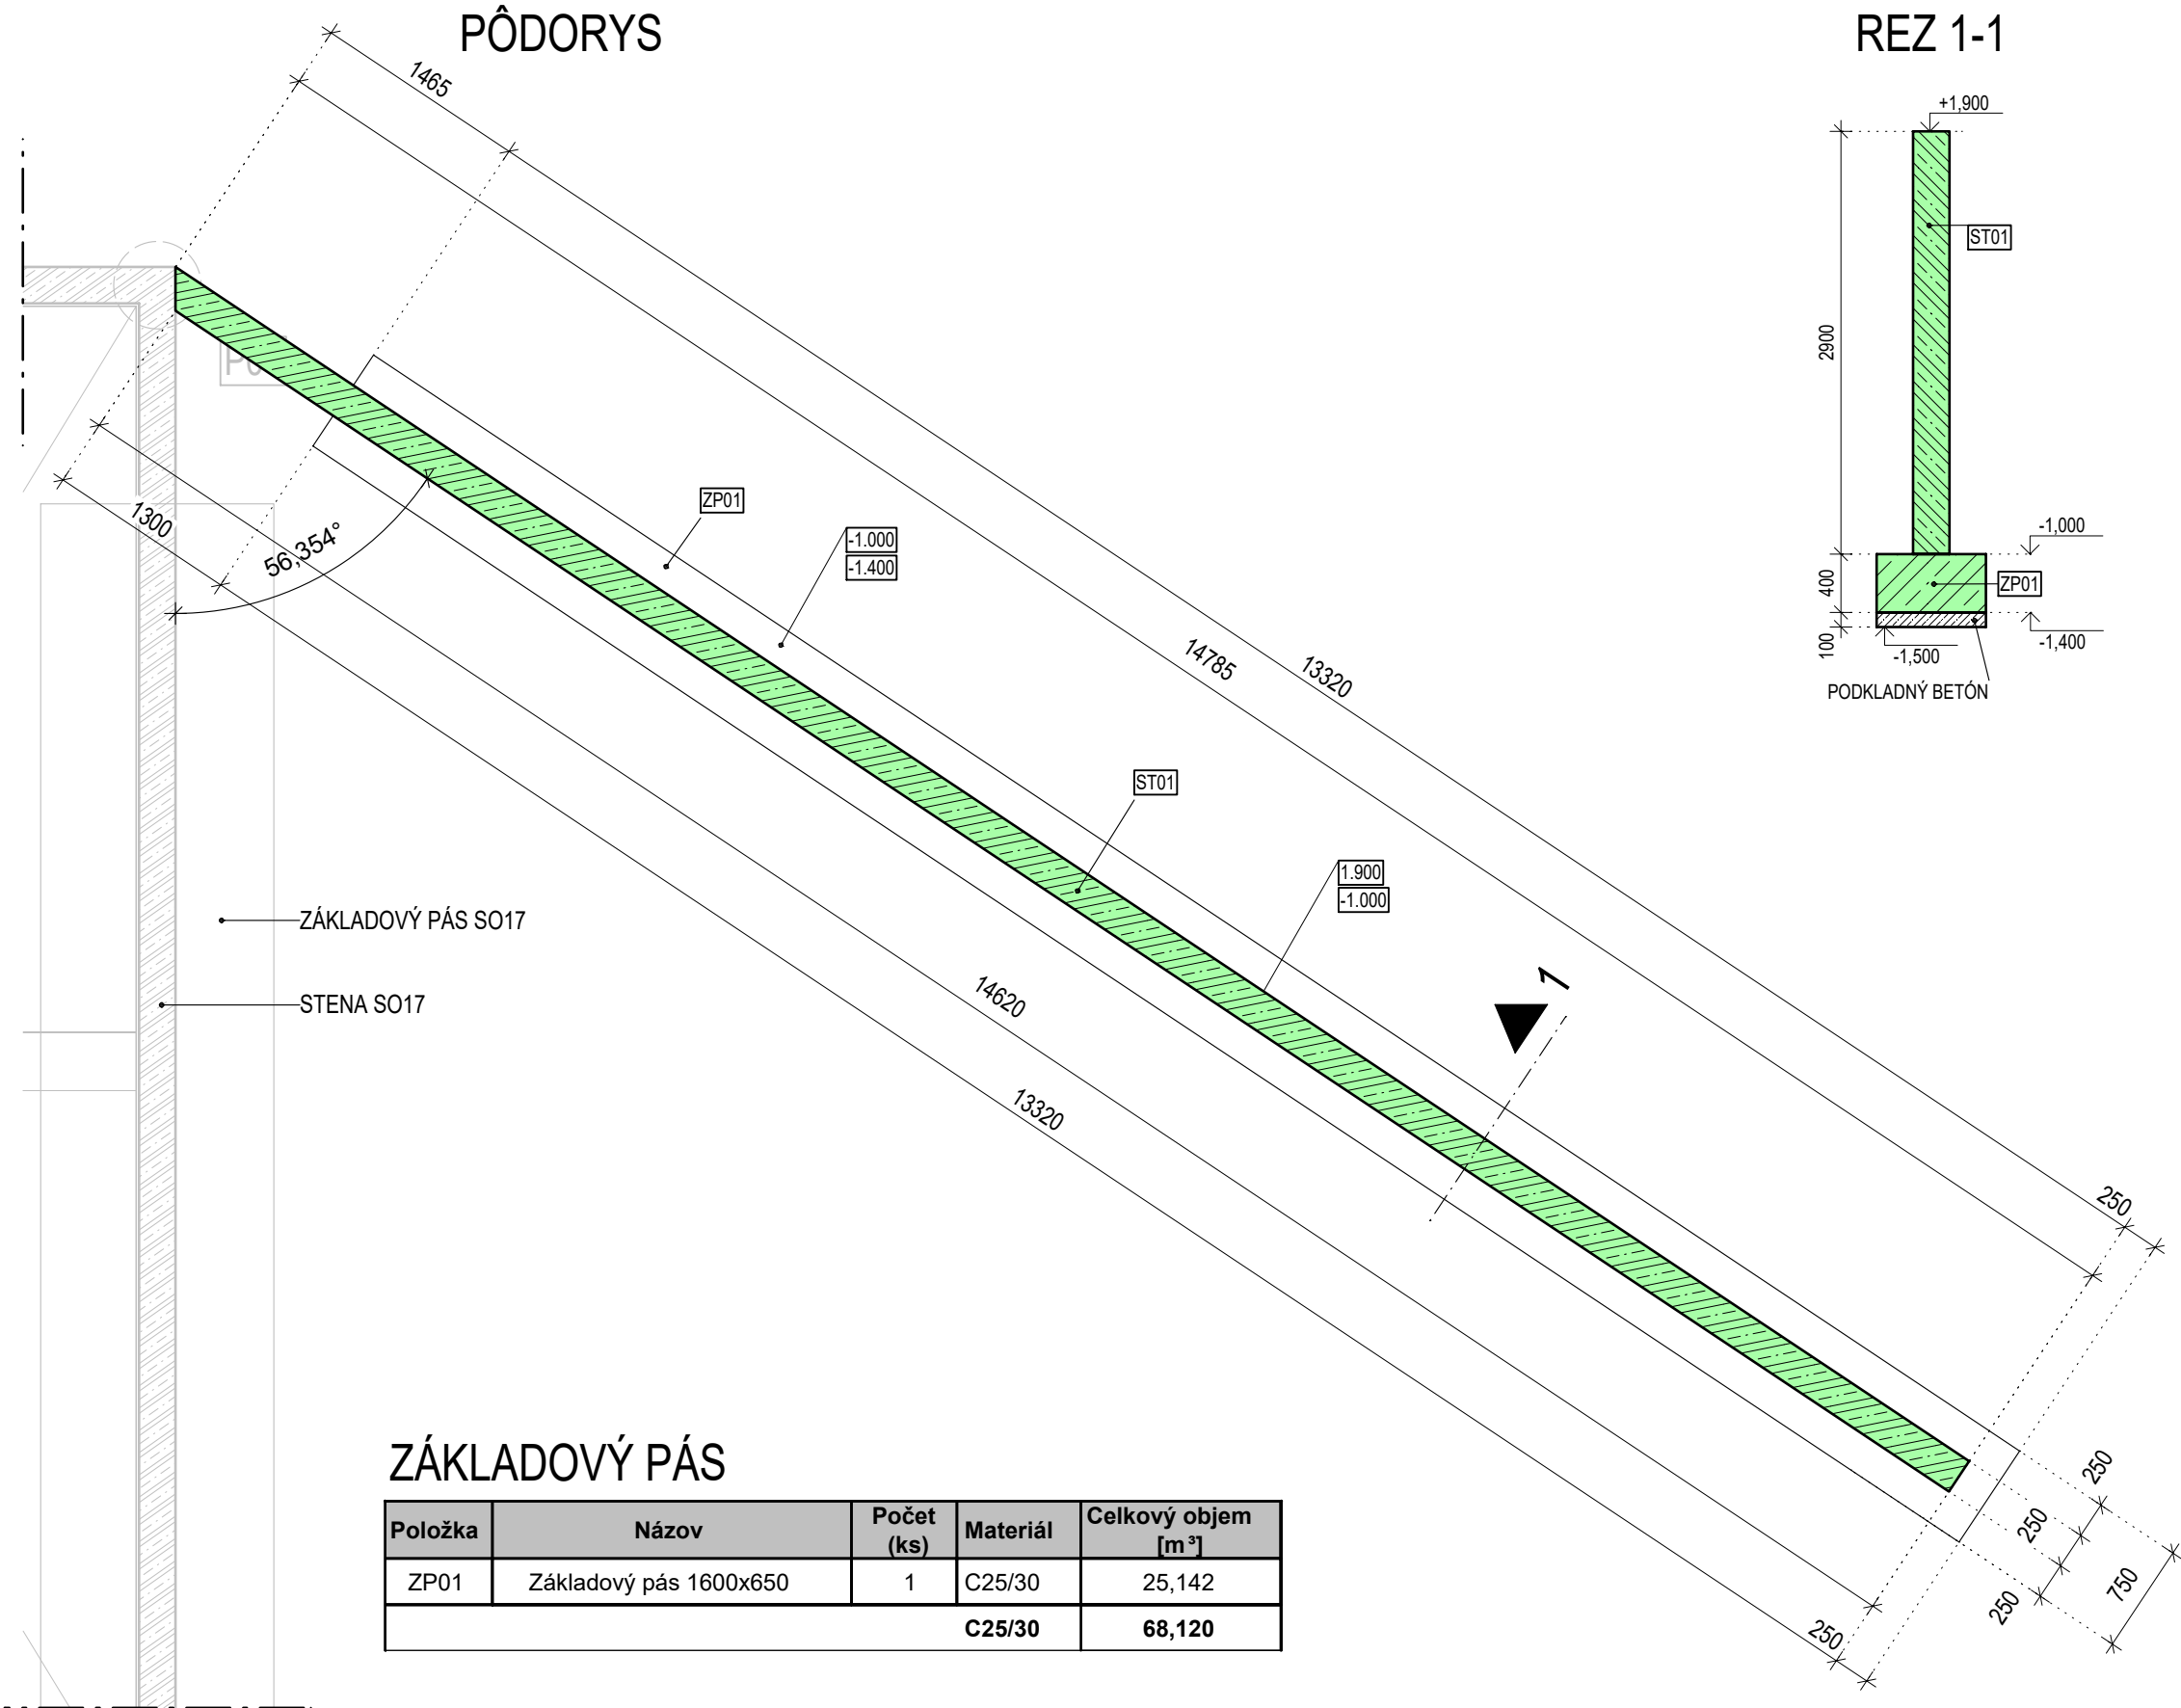 PÔDORYS
REZ 1-1
1465
+1,900
ST01
2900
-1,000
ZP01
400
100
-1,400
-1,500
PODKLADNÝ BETÓN
1300
56,354°
ZP01
-1.000
-1.400
14785
13320
ST01
1.900
-1.000
ZÁKLADOVÝ PÁS SO17
STENA SO17
14620
13320
1
250
250
250
250
750
250
ZÁKLADOVÝ PÁS
Položka Názov Počet (ks) Materiál Celkový objem [m³]
ZP01 Základový pás 1600x650 1 C25/30 25,142
C25/30 68,120